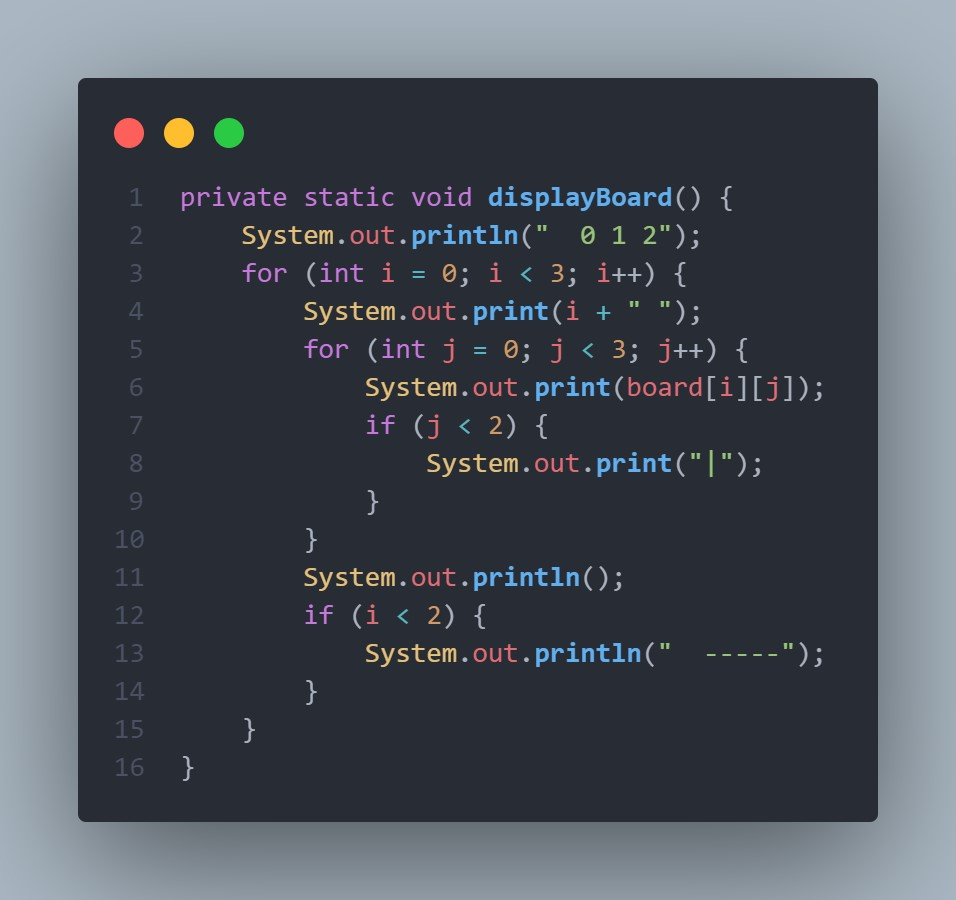 1 private static void displayBoard() {
2     System.out.println("  0 1 2");
3     for (int i = 0; i < 3; i++) {
4         System.out.print(i + " ");
5         for (int j = 0; j < 3; j++) {
6             System.out.print(board[i][j]);
7             if (j < 2) {
8                 System.out.print("|");
9             }
10         }
11         System.out.println();
12         if (i < 2) {
13             System.out.println("  -----");
14         }
15     }
16 }